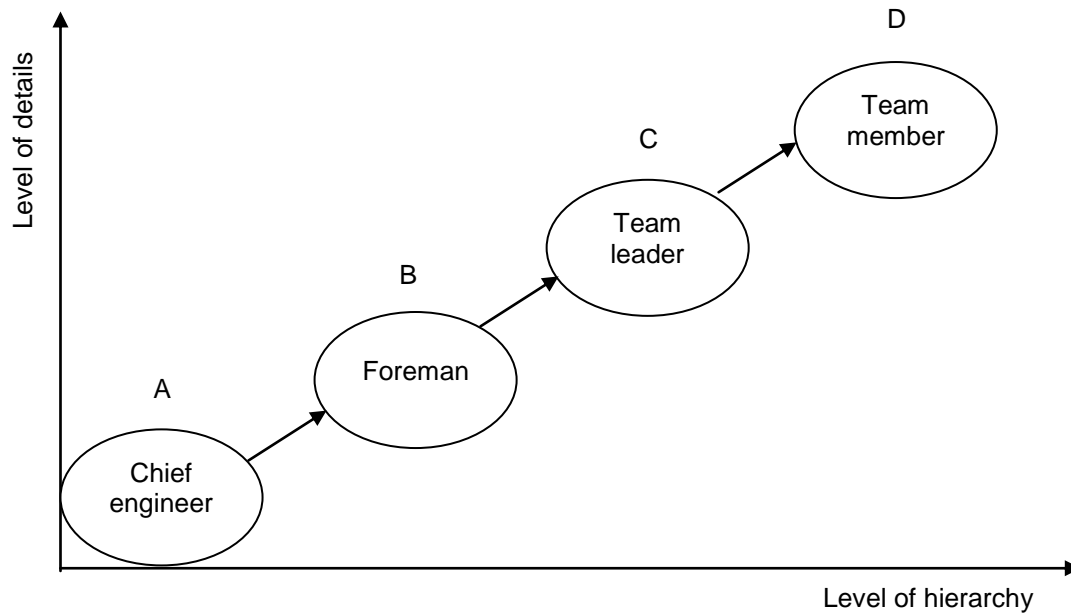 D
Team
member
C
Team
leader
B
Foreman
A
Chief
engineer
Level of details
Level of hierarchy